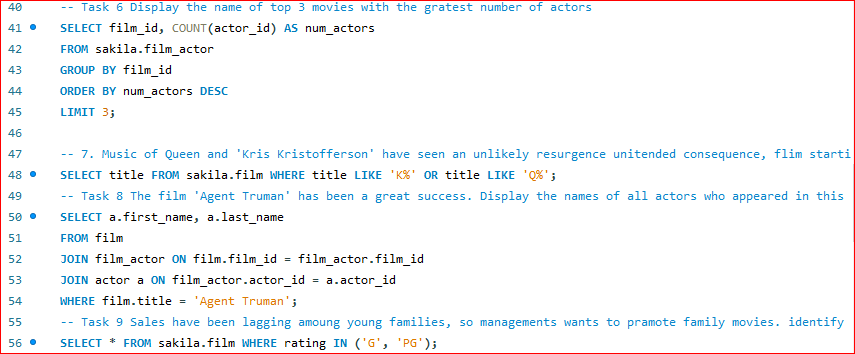 40 -- Task 6 Display the name of top 3 movies with the gratest number of actors
41 SELECT film_id, COUNT(actor_id) AS num_actors
42 FROM sakila.film_actor
43 GROUP BY film_id
44 ORDER BY num_actors DESC
45 LIMIT 3;
46
47 -- 7. Music of Queen and 'Kris Kristofferson' have seen an unlikely resurgence unitended consequence, flim starti
48 SELECT title FROM sakila.film WHERE title LIKE 'K%' OR title LIKE 'Q%';
49 -- Task 8 The film 'Agent Truman' has been a great success. Display the names of all actors who appeared in this
50 SELECT a.first_name, a.last_name
51 FROM film
52 JOIN film_actor ON film.film_id = film_actor.film_id
53 JOIN actor a ON film_actor.actor_id = a.actor_id
54 WHERE film.title = 'Agent Truman';
55 -- Task 9 Sales have been lagging amoung young families, so managements wants to pramote family movies. identify
56 SELECT * FROM sakila.film WHERE rating IN ('G', 'PG');